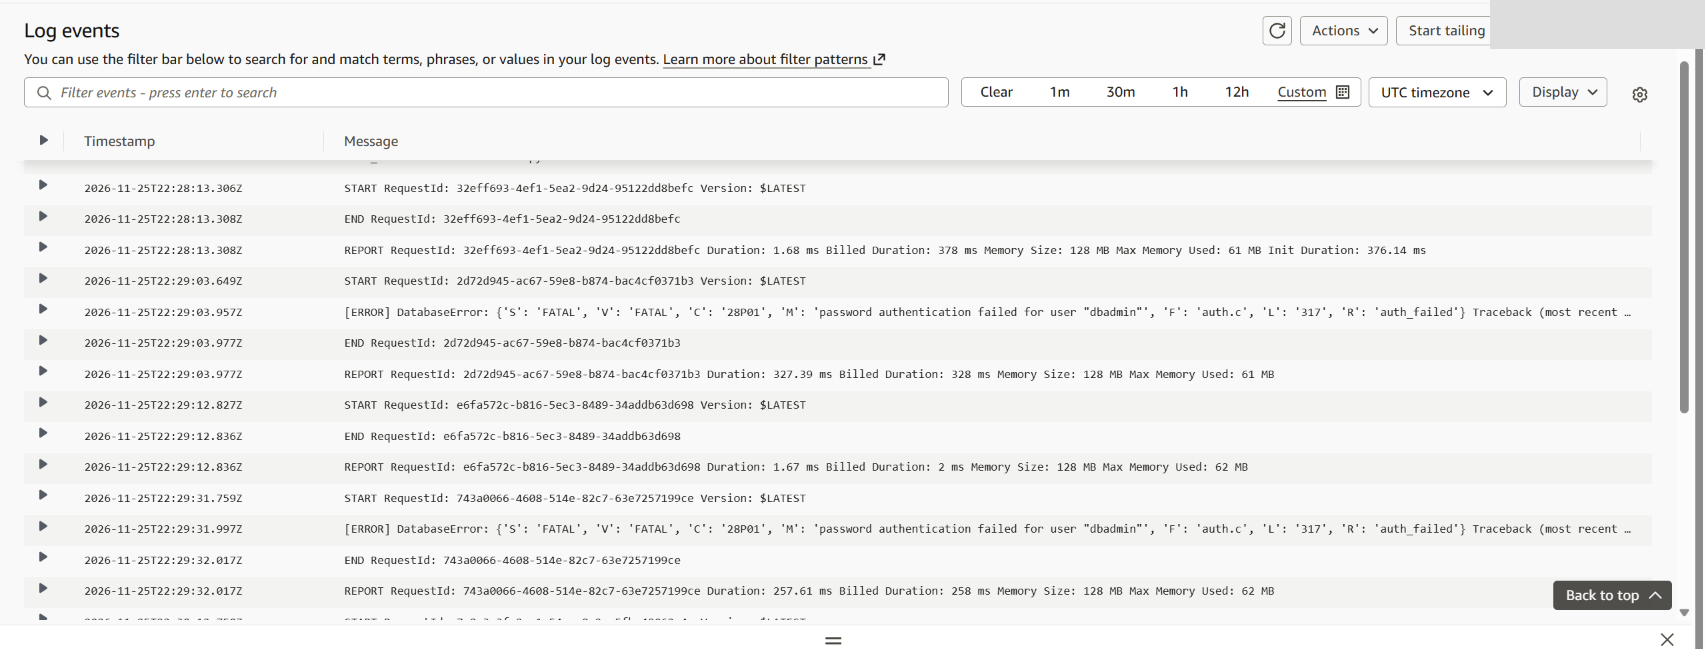 Log events
Actions
Start tailing
You can use the filter bar below to search for and match terms, phrases, or values in your log events. Learn more about filter patterns
Filter events - press enter to search
Clear 1m 30m 1h 12h Custom
UTC timezone
Display
Timestamp Message
2026-11-25T22:28:13.306Z START RequestId: 32eff693-4ef1-5ea2-9d24-95122dd8befc Version: $LATEST
2026-11-25T22:28:13.308Z END RequestId: 32eff693-4ef1-5ea2-9d24-95122dd8befc
2026-11-25T22:28:13.308Z REPORT RequestId: 32eff693-4ef1-5ea2-9d24-95122dd8befc Duration: 1.68 ms Billed Duration: 378 ms Memory Size: 128 MB Max Memory Used: 61 MB Init Duration: 376.14 ms
2026-11-25T22:29:03.649Z START RequestId: 2d72d945-ac67-59e8-b874-bac4cf0371b3 Version: $LATEST
2026-11-25T22:29:03.957Z [ERROR] DatabaseError: {'S': 'FATAL', 'V': 'FATAL', 'C': '28P01', 'M': 'password authentication failed for user "dbadmin"', 'F': 'auth.c', 'L': '317', 'R': 'auth_failed'} Traceback (most recent …
2026-11-25T22:29:03.977Z END RequestId: 2d72d945-ac67-59e8-b874-bac4cf0371b3
2026-11-25T22:29:03.977Z REPORT RequestId: 2d72d945-ac67-59e8-b874-bac4cf0371b3 Duration: 327.39 ms Billed Duration: 328 ms Memory Size: 128 MB Max Memory Used: 61 MB
2026-11-25T22:29:12.827Z START RequestId: e6fa572c-b816-5ec3-8489-34addb63d698 Version: $LATEST
2026-11-25T22:29:12.836Z END RequestId: e6fa572c-b816-5ec3-8489-34addb63d698
2026-11-25T22:29:12.836Z REPORT RequestId: e6fa572c-b816-5ec3-8489-34addb63d698 Duration: 1.67 ms Billed Duration: 2 ms Memory Size: 128 MB Max Memory Used: 62 MB
2026-11-25T22:29:31.759Z START RequestId: 743a0066-4608-514e-82c7-63e7257199ce Version: $LATEST
2026-11-25T22:29:31.997Z [ERROR] DatabaseError: {'S': 'FATAL', 'V': 'FATAL', 'C': '28P01', 'M': 'password authentication failed for user "dbadmin"', 'F': 'auth.c', 'L': '317', 'R': 'auth_failed'} Traceback (most recent …
2026-11-25T22:29:32.017Z END RequestId: 743a0066-4608-514e-82c7-63e7257199ce
2026-11-25T22:29:32.017Z REPORT RequestId: 743a0066-4608-514e-82c7-63e7257199ce Duration: 257.61 ms Billed Duration: 258 ms Memory Size: 128 MB Max Memory Used: 62 MB
Back to top